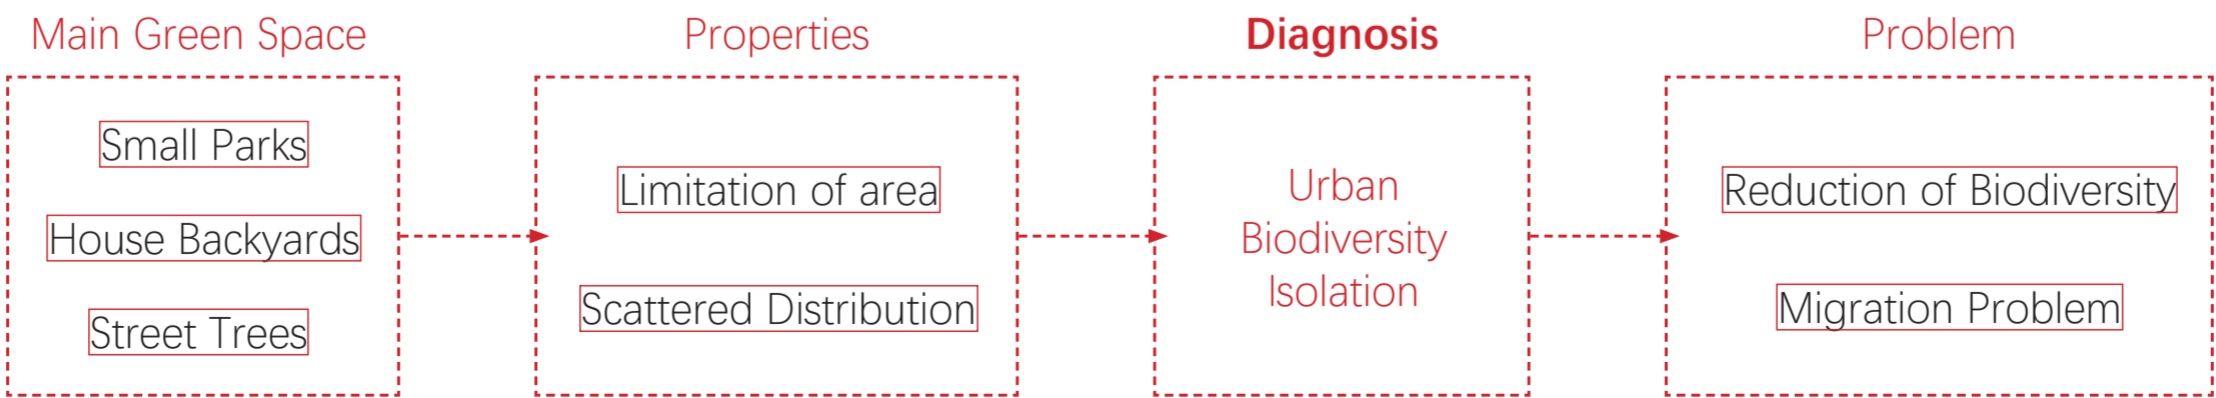 Main Green Space
Small Parks
House Backyards
Street Trees
Properties
Limitation of area
Scattered Distribution
Diagnosis
Urban
Biodiversity
Isolation
Problem
Reduction of Biodiversity
Migration Problem